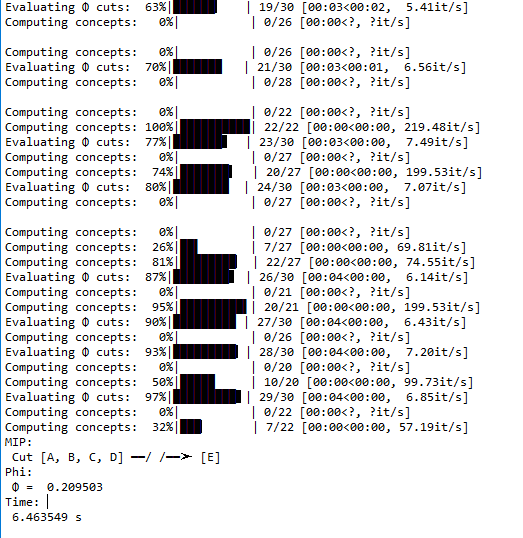 Evaluating Φ cuts:  63%|       | 19/30 [00:03<00:02,  5.41it/s]
Computing concepts:   0%|          | 0/26 [00:00<?, ?it/s]
Computing concepts:   0%|          | 0/26 [00:00<?, ?it/s]
Evaluating Φ cuts:  70%|       | 21/30 [00:03<00:01,  6.56it/s]
Computing concepts:   0%|          | 0/28 [00:00<?, ?it/s]
Computing concepts:   0%|          | 0/22 [00:00<?, ?it/s]
Computing concepts: 100%|          | 22/22 [00:00<00:00, 219.48it/s]
Evaluating Φ cuts:  77%|       | 23/30 [00:03<00:00,  7.49it/s]
Computing concepts:   0%|          | 0/27 [00:00<?, ?it/s]
Computing concepts:  74%|       | 20/27 [00:00<00:00, 199.53it/s]
Evaluating Φ cuts:  80%|       | 24/30 [00:03<00:00,  7.07it/s]
Computing concepts:   0%|          | 0/27 [00:00<?, ?it/s]
Computing concepts:   0%|          | 0/27 [00:00<?, ?it/s]
Computing concepts:  26%|       | 7/27 [00:00<00:00, 69.81it/s]
Computing concepts:  81%|       | 22/27 [00:00<00:00, 74.55it/s]
Evaluating Φ cuts:  87%|       | 26/30 [00:04<00:00,  6.14it/s]
Computing concepts:   0%|          | 0/21 [00:00<?, ?it/s]
Computing concepts:  95%|       | 20/21 [00:00<00:00, 199.53it/s]
Evaluating Φ cuts:  90%|       | 27/30 [00:04<00:00,  6.43it/s]
Computing concepts:   0%|          | 0/26 [00:00<?, ?it/s]
Evaluating Φ cuts:  93%|       | 28/30 [00:04<00:00,  7.20it/s]
Computing concepts:   0%|          | 0/20 [00:00<?, ?it/s]
Computing concepts:  50%|       | 10/20 [00:00<00:00, 99.73it/s]
Evaluating Φ cuts:  97%|       | 29/30 [00:04<00:00,  6.85it/s]
Computing concepts:   0%|          | 0/22 [00:00<?, ?it/s]
Computing concepts:  32%|       | 7/22 [00:00<00:00, 57.19it/s]
MIP:
Cut [A, B, C, D] ━━/ /━━➤ [E]
Phi:
Φ =  0.209503
Time:
6.463549 s